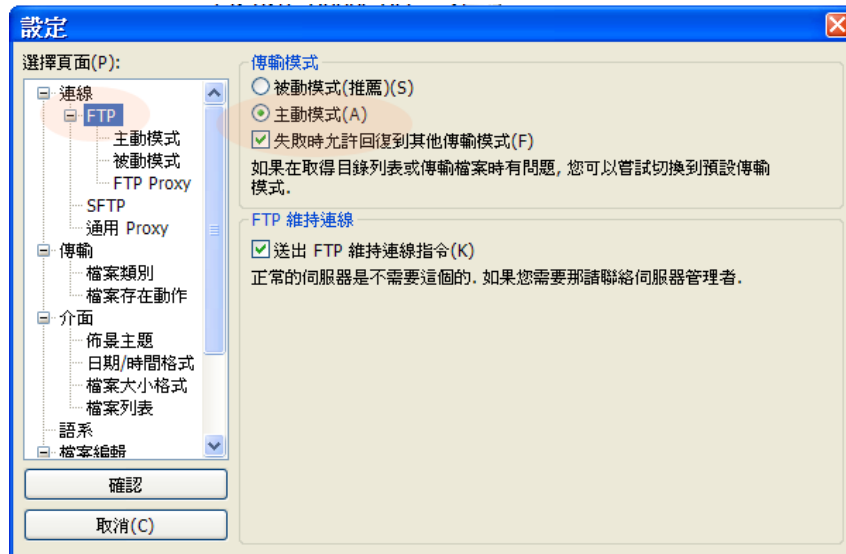 設定
選擇頁面(P):
連線
FTP
主動模式
被動模式
FTP Proxy
SFTP
通用 Proxy
傳輸
檔案類別
檔案存在動作
介面
佈景主題
日期/時間格式
檔案大小格式
檔案列表
語系
檔案編輯
確認
取消(C)
傳輸模式
被動模式(推薦)(S)
主動模式(A)
失敗時允許回復到其他傳輸模式(F)
如果在取得目錄列表或傳輸檔案時有問題, 您可以嘗試切換到預設傳輸
模式.
FTP 維持連線
送出 FTP 維持連線指令(K)
正常的伺服器是不需要這個的. 如果您需要那請聯絡伺服器管理者.